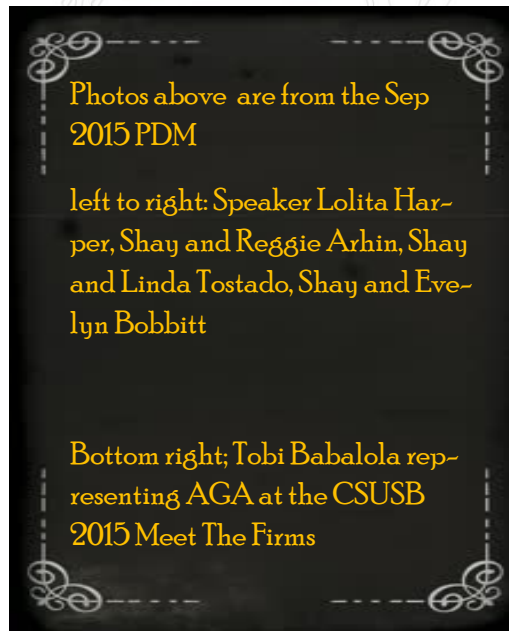 Photos above are from the Sep
2015 PDM
left to right: Speaker Lolita Har-
per, Shay and Reggie Arhin, Shay
and Linda Tostado, Shay and Eve-
lyn Bobbitt
Bottom right; Tobi Babalola rep-
resenting AGA at the CSUSB
2015 Meet The Firms